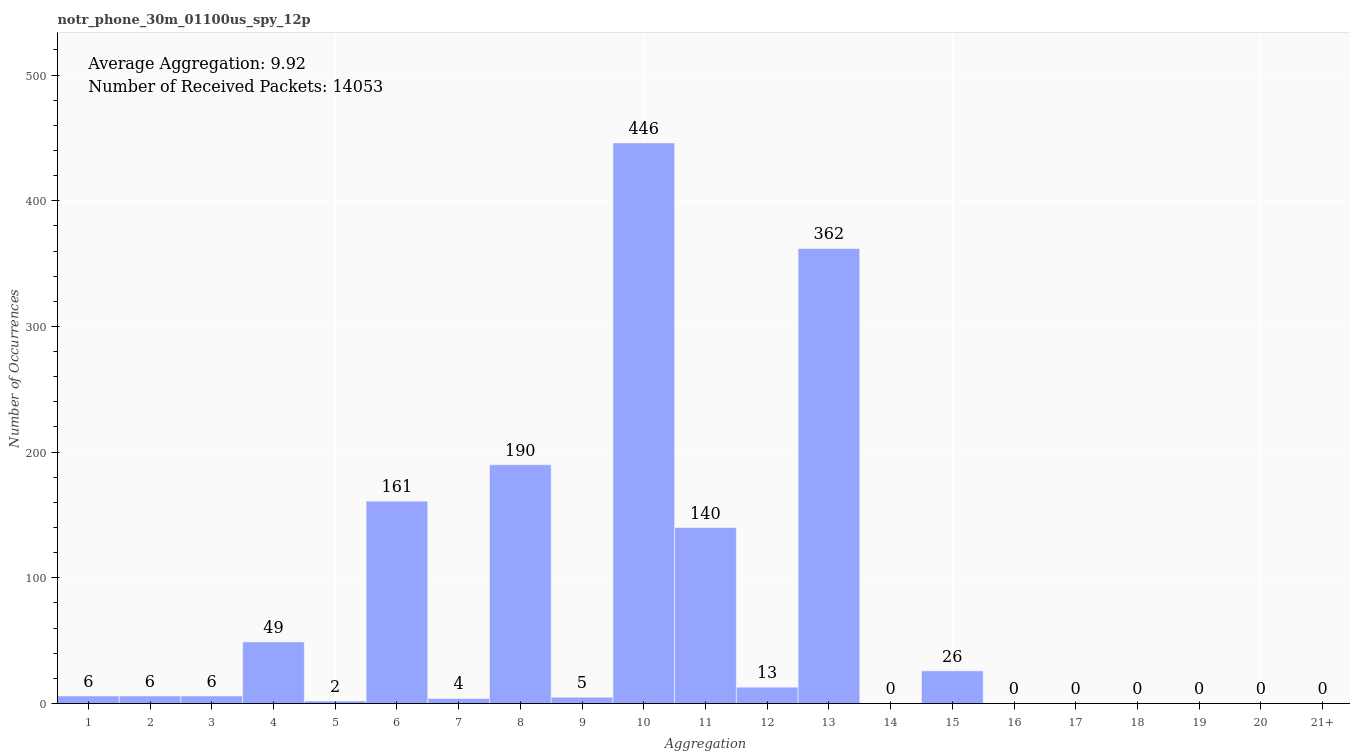 notr_phone_30m_01100us_spy_12p
Average Aggregation: 9.92
Number of Received Packets: 14053
Number of Occurrences
500
400
300
200
100
0
6 6 6 49 2 161 4 190 5 446 140 13 362 0 26 0 0 0 0 0 0
1 2 3 4 5 6 7 8 9 10 11 12 13 14 15 16 17 18 19 20 21+
Aggregation